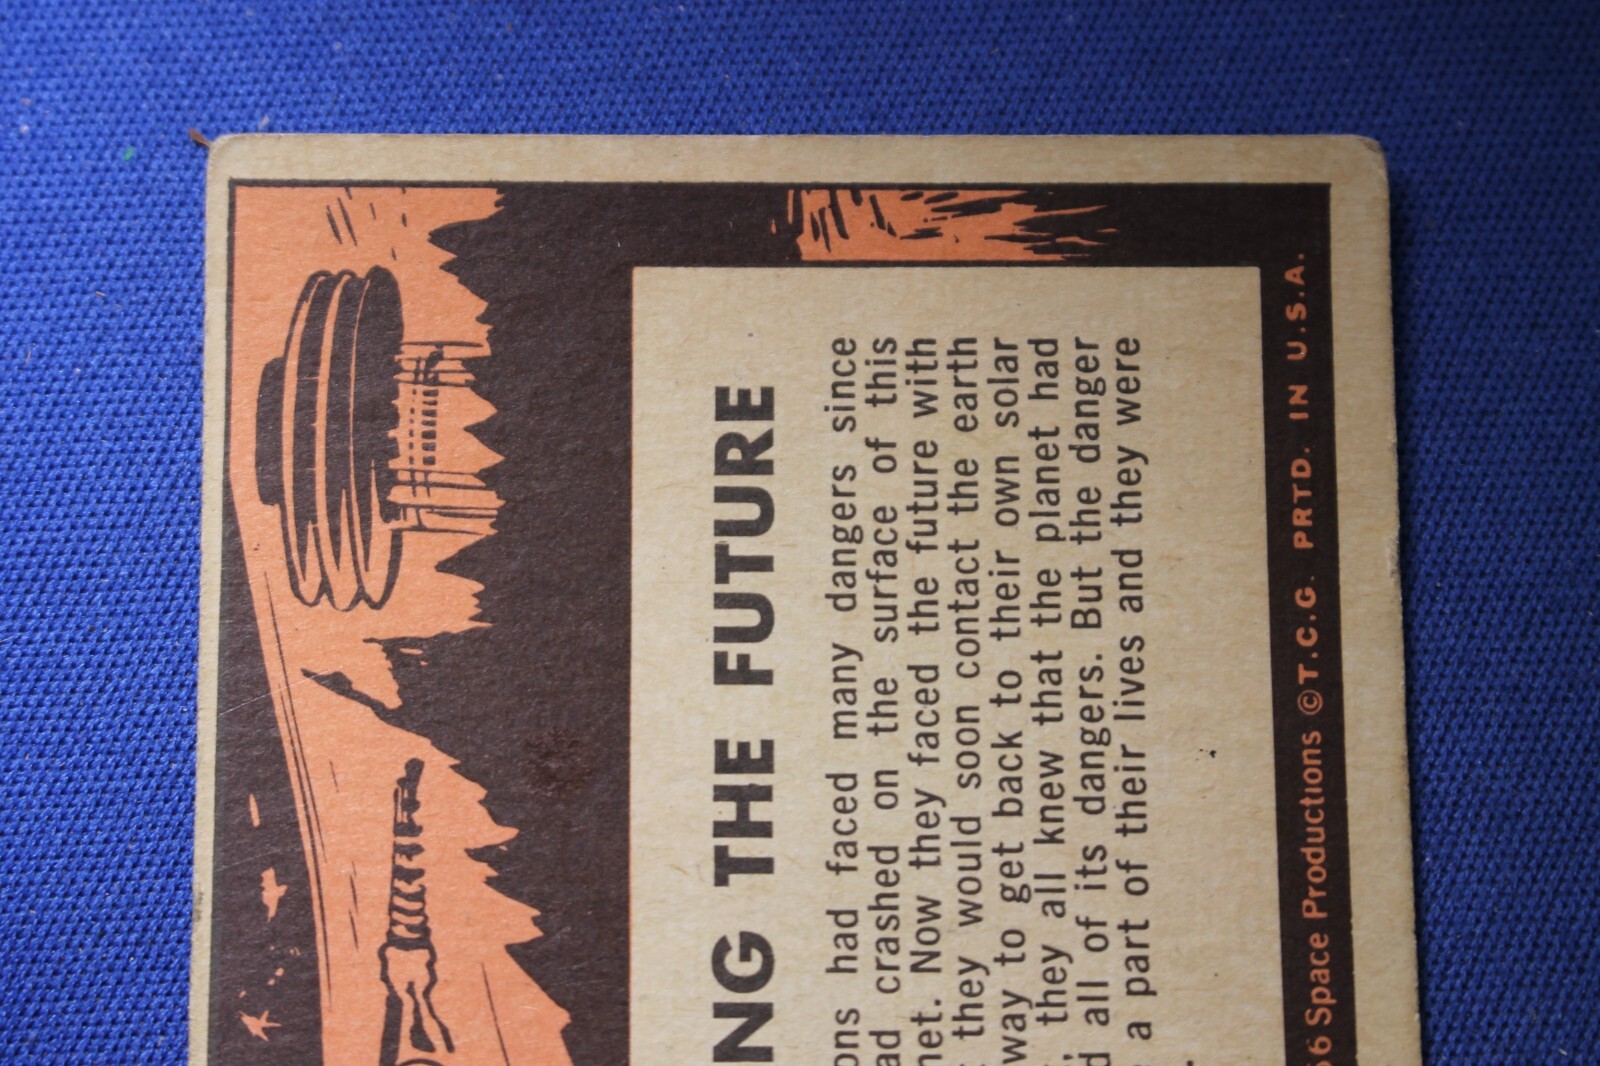 NG THE FUTURE
ons had faced many dangers since
ad crashed on the surface of this
net. Now they faced the future with
they would soon contact the earth
way to get back to their own solar
they all knew that the planet had
d all of its dangers. But the danger
a part of their lives and they were
6 Space Productions © T.C.G. PRTD. IN U.S.A.